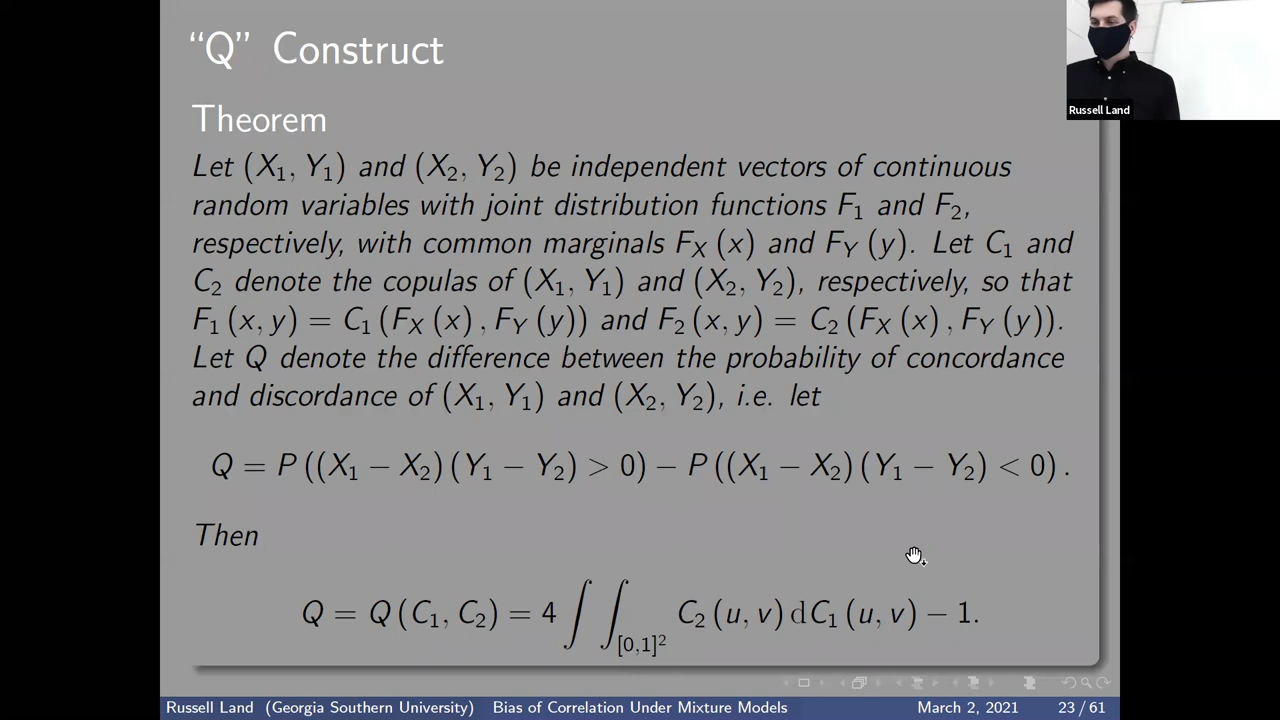 “Q” Construct
Russell Land
Theorem
Let (X₁, Y₁) and (X₂, Y₂) be independent vectors of continuous
random variables with joint distribution functions F₁ and F₂,
respectively, with common marginals F_X (x) and F_Y (y). Let C₁ and
C₂ denote the copulas of (X₁, Y₁) and (X₂, Y₂), respectively, so that
F₁ (x, y) = C₁ (F_X (x) , F_Y (y)) and F₂ (x, y) = C₂ (F_X (x) , F_Y (y)).
Let Q denote the difference between the probability of concordance
and discordance of (X₁, Y₁) and (X₂, Y₂), i.e. let
Q = P ((X₁ − X₂) (Y₁ − Y₂) > 0) − P ((X₁ − X₂) (Y₁ − Y₂) < 0) .
Then
Q = Q (C₁, C₂) = 4 ∫ ∫_[0,1]² C₂ (u, v) dC₁ (u, v) − 1.
Russell Land (Georgia Southern University) Bias of Correlation Under Mixture Models March 2, 2021 23 / 61